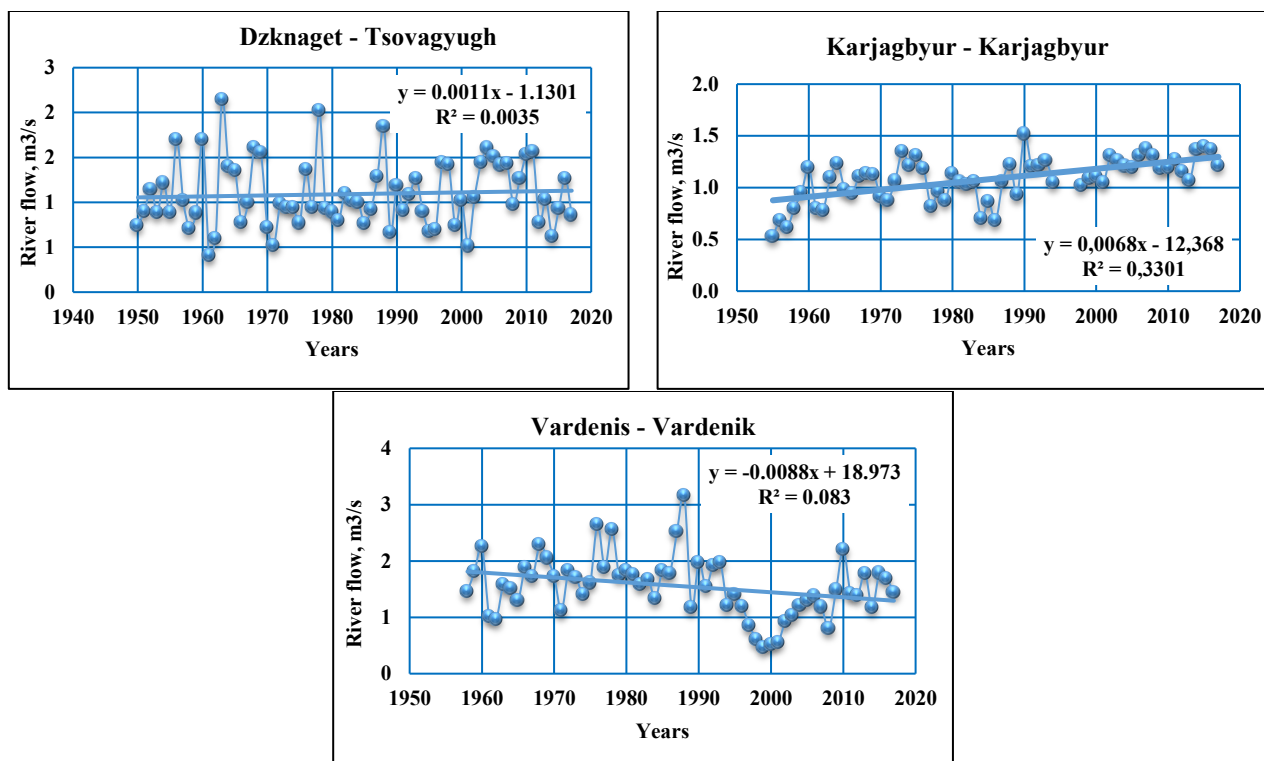 Dzknaget - Tsovagyugh
y = 0.0011x - 1.1301
R² = 0.0035
3
2
2
1
1
0
River flow, m3/s
1940 1950 1960 1970 1980 1990 2000 2010 2020
Years
Karjagbyur - Karjagbyur
2.0
1.5
1.0
0.5
0.0
River flow, m3/s
y = 0,0068x - 12,368
R² = 0,3301
1950 1960 1970 1980 1990 2000 2010 2020
Years
Vardenis - Vardenik
y = -0.0088x + 18.973
R² = 0.083
4
3
2
1
0
River flow, m3/s
1950 1960 1970 1980 1990 2000 2010 2020
Years